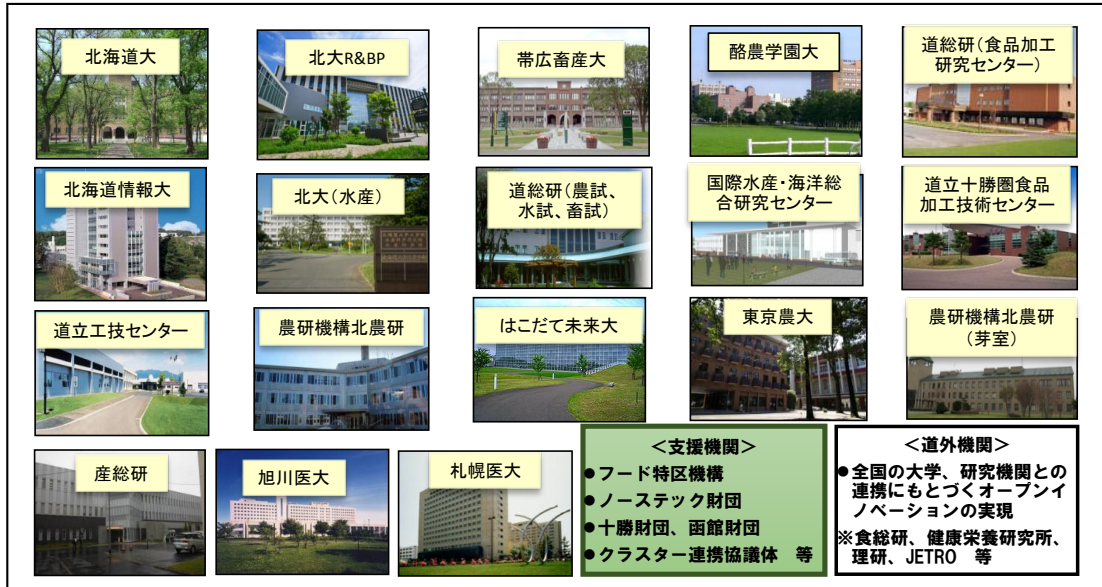 北海道大
北大R&BP
帯広畜産大
酪農学園大
道総研(食品加工
研究センター)
北海道情報大
北大(水産)
道総研(農試、
水試、畜試)
国際水産・海洋総
合研究センター
道立十勝圏食品
加工技術センター
道立工技センター
農研機構北農研
はこだて未来大
東京農大
農研機構北農研
(芽室)
産総研
旭川医大
札幌医大
<支援機関>
●フード特区機構
●ノーステック財団
●十勝財団、函館財団
●クラスター連携協議体 等
<道外機関>
●全国の大学、研究機関との
連携にもとづくオープンイ
ノベーションの実現
※食総研、健康栄養研究所、
理研、JETRO 等